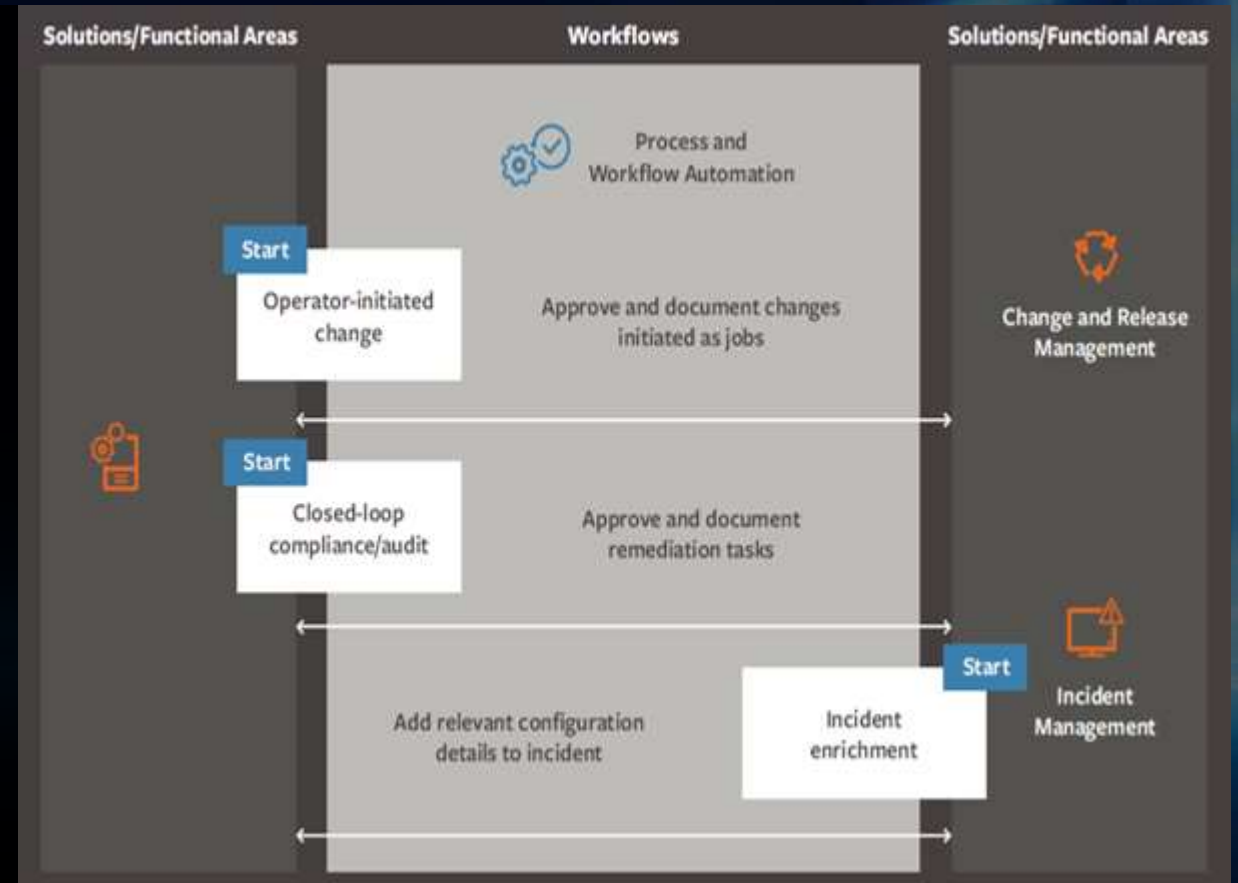 Solutions/Functional Areas
Workflows
Solutions/Functional Areas
Process and
Workflow Automation
Start
Operator-initiated
change
Approve and document changes
initiated as jobs
Change and Release
Management
Start
Closed-loop
compliance/audit
Approve and document
remediation tasks
Start
Incident
Management
Add relevant configuration
details to incident
Incident
enrichment